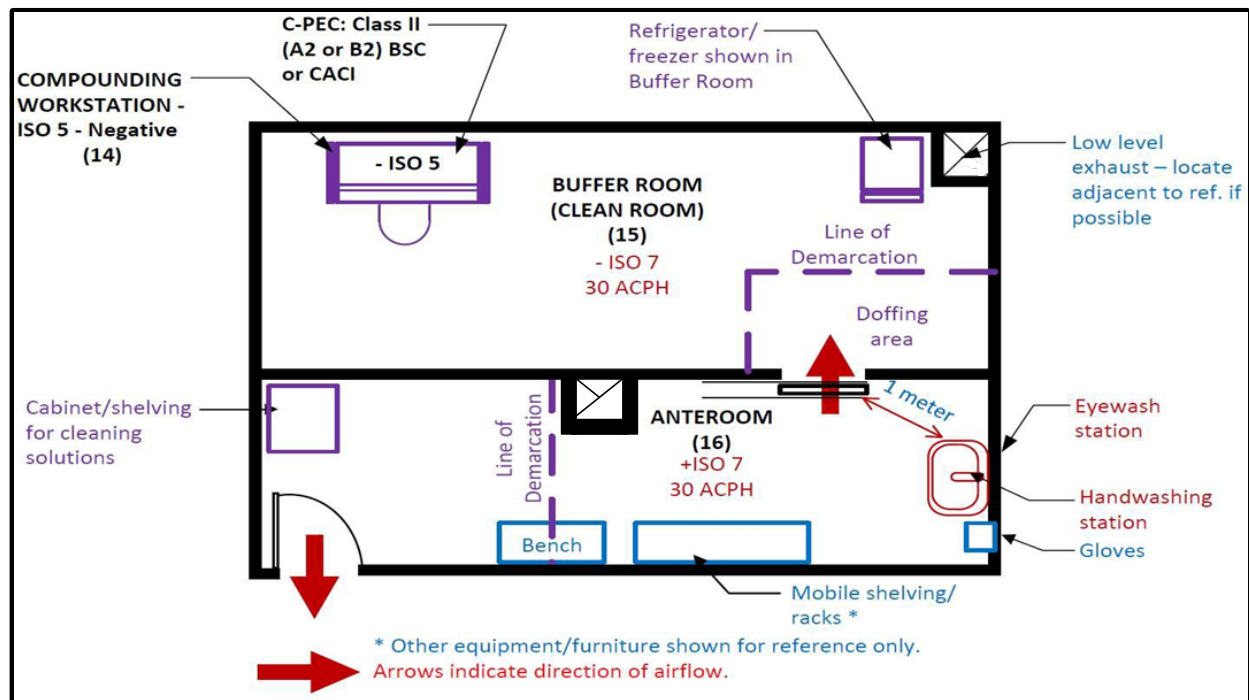 C-PEC: Class II
(A2 or B2) BSC
or CACI
Refrigerator/
freezer shown in
Buffer Room
COMPOUNDING
WORKSTATION -
ISO 5 - Negative
(14)
- ISO 5
BUFFER ROOM
(CLEAN ROOM)
(15)
- ISO 7
30 ACPH
Low level
exhaust – locate
adjacent to ref. if
possible
Line of
Demarcation
Doffing
area
Cabinet/shelving
for cleaning
solutions
Line of
Demarcation
ANTEROOM
(16)
+ISO 7
30 ACPH
1 meter
Eyewash
station
Handwashing
station
Bench
Gloves
Mobile shelving/
racks *
* Other equipment/furniture shown for reference only.
Arrows indicate direction of airflow.